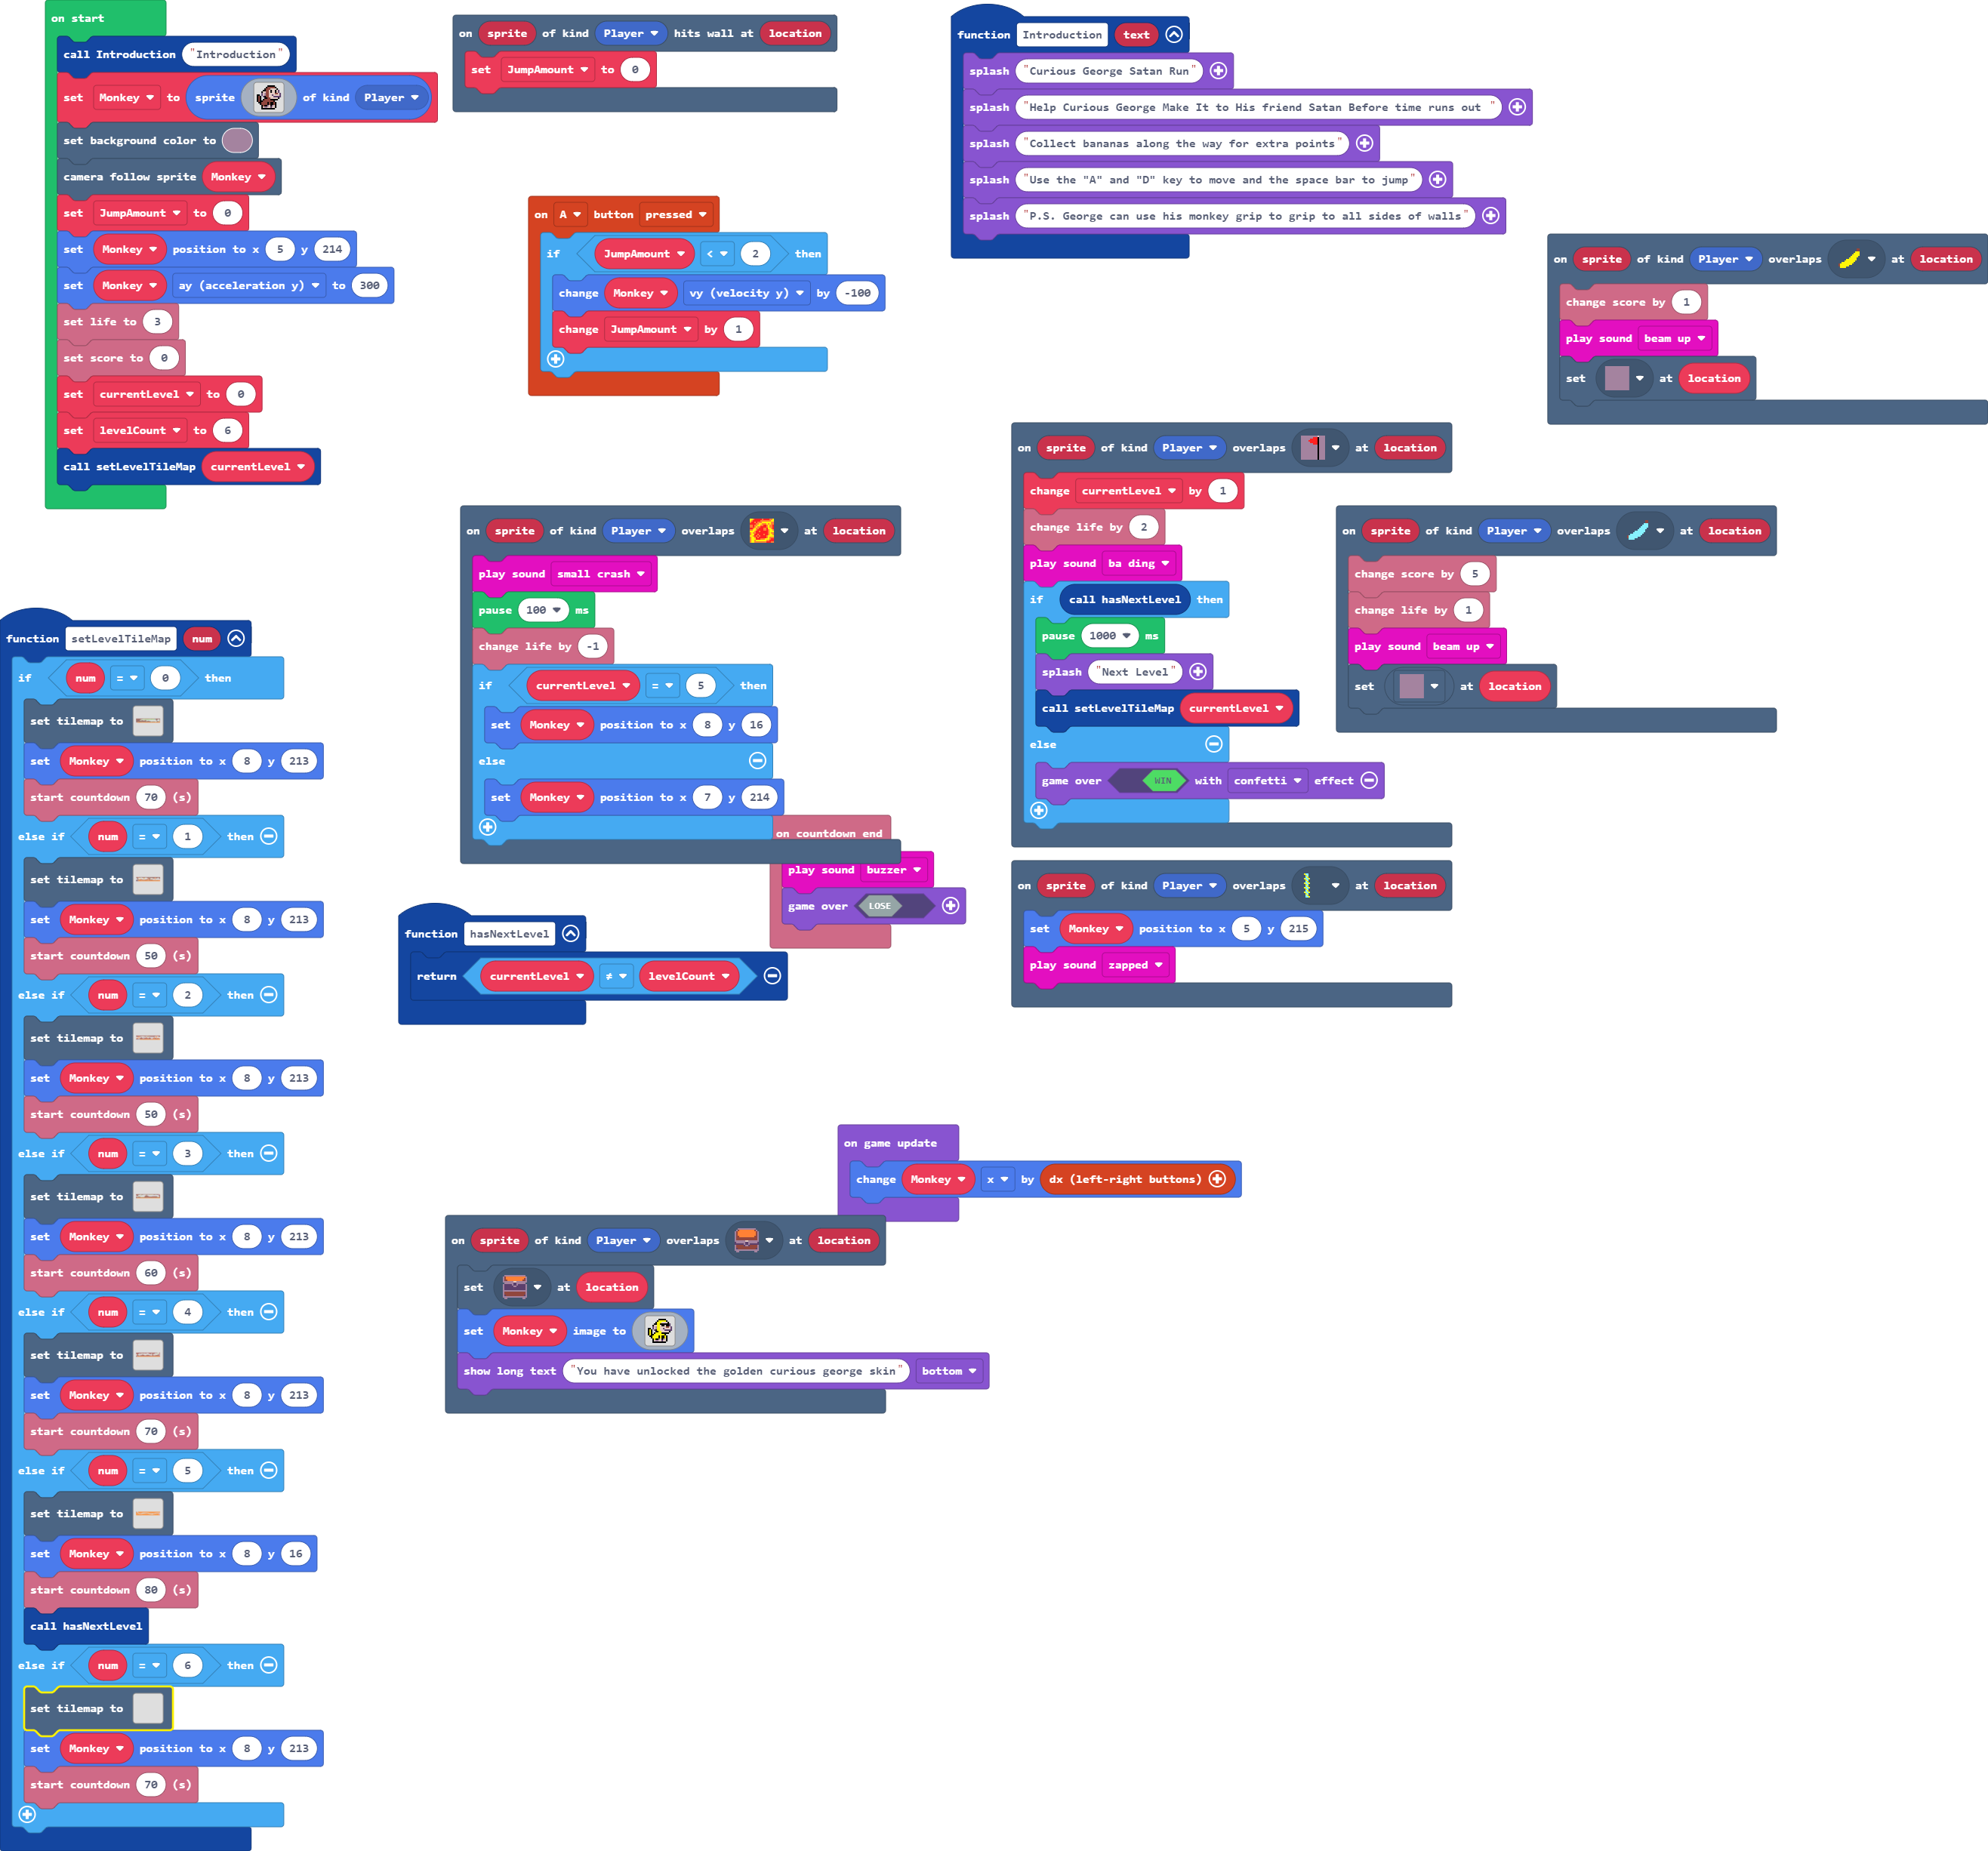 on start
call Introduction "Introduction"
set Monkey to sprite of kind Player
set background color to
camera follow sprite Monkey
set JumpAmount to 0
set Monkey position to x 5 y 214
set Monkey ay (acceleration y) to 300
set life to 3
set score to 0
set currentLevel to 0
set levelCount to 6
call setLevelTileMap currentLevel
on sprite of kind Player hits wall at location
set JumpAmount to 0
on A button pressed
if JumpAmount < 2 then
change Monkey vy (velocity y) by -100
change JumpAmount by 1
function Introduction text
splash "Curious George Satan Run"
splash "Help Curious George Make It to His friend Satan Before time runs out "
splash "Collect bananas along the way for extra points"
splash "Use the "A" and "D" key to move and the space bar to jump"
splash "P.S. George can use his monkey grip to grip to all sides of walls"
on sprite of kind Player overlaps at location
change score by 1
play sound beam up
set at location
on sprite of kind Player overlaps at location
change currentLevel by 1
change life by 2
play sound ba ding
if call hasNextLevel then
pause 1000 ms
splash "Next Level"
call setLevelTileMap currentLevel
else
game over WIN with confetti effect
on sprite of kind Player overlaps at location
change score by 5
change life by 1
play sound beam up
set at location
on sprite of kind Player overlaps at location
play sound small crash
pause 100 ms
change life by -1
if currentLevel = 5 then
set Monkey position to x 8 y 16
else
set Monkey position to x 7 y 214
on countdown end
play sound buzzer
game over LOSE
on sprite of kind Player overlaps at location
set Monkey position to x 5 y 215
play sound zapped
function hasNextLevel
return currentLevel ≠ levelCount
function setLevelTileMap num
if num = 0 then
set tilemap to
set Monkey position to x 8 y 213
start countdown 70 (s)
else if num = 1 then
set tilemap to
set Monkey position to x 8 y 213
start countdown 50 (s)
else if num = 2 then
set tilemap to
set Monkey position to x 8 y 213
start countdown 50 (s)
else if num = 3 then
set tilemap to
set Monkey position to x 8 y 213
start countdown 60 (s)
else if num = 4 then
set tilemap to
set Monkey position to x 8 y 213
start countdown 70 (s)
else if num = 5 then
set tilemap to
set Monkey position to x 8 y 16
start countdown 80 (s)
call hasNextLevel
else if num = 6 then
set tilemap to
set Monkey position to x 8 y 213
start countdown 70 (s)
on game update
change Monkey x by dx (left-right buttons)
on sprite of kind Player overlaps at location
set at location
set Monkey image to
show long text "You have unlocked the golden curious george skin" bottom